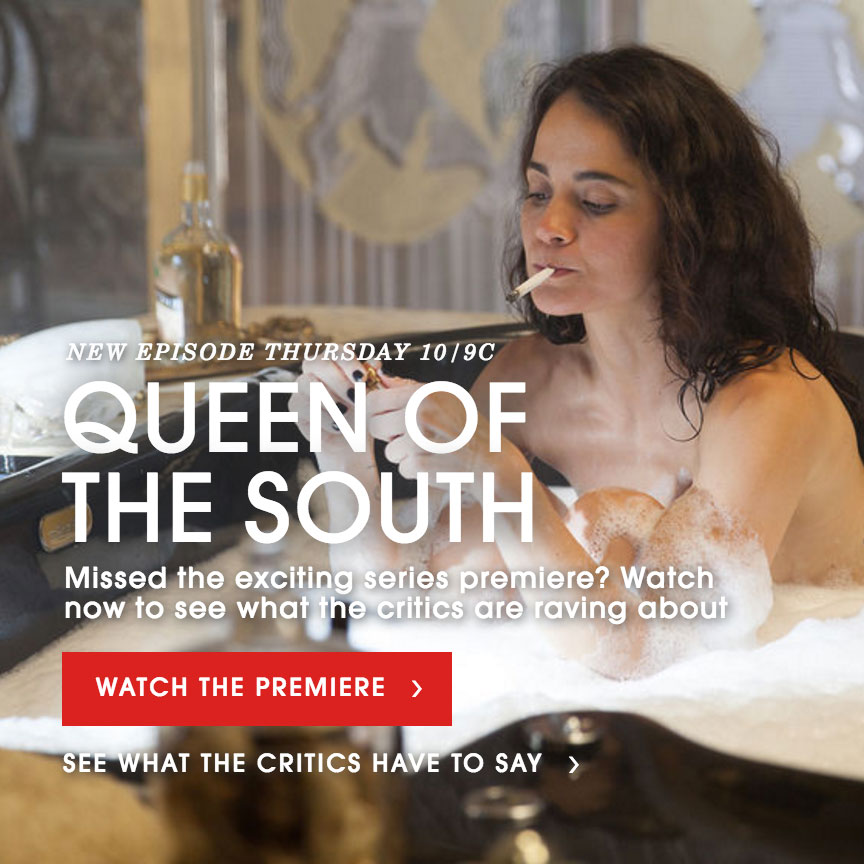 NEW EPISODE THURSDAY 10/9C
QUEEN OF
THE SOUTH
Missed the exciting series premiere? Watch
now to see what the critics are raving about
WATCH THE PREMIERE ›
SEE WHAT THE CRITICS HAVE TO SAY ›